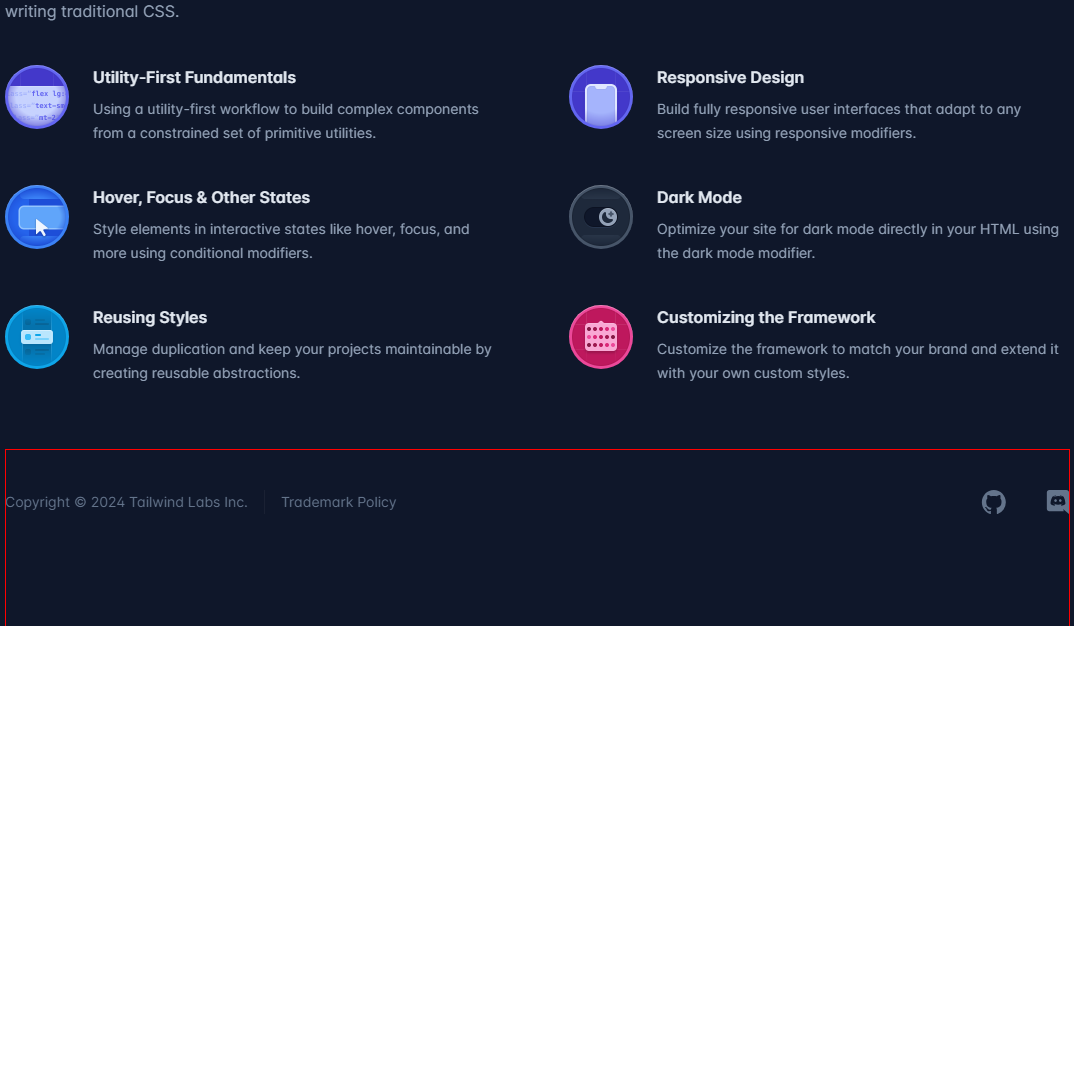 writing traditional CSS.
Utility-First Fundamentals
Using a utility-first workflow to build complex components
from a constrained set of primitive utilities.
Responsive Design
Build fully responsive user interfaces that adapt to any
screen size using responsive modifiers.
Hover, Focus & Other States
Style elements in interactive states like hover, focus, and
more using conditional modifiers.
Dark Mode
Optimize your site for dark mode directly in your HTML using
the dark mode modifier.
Reusing Styles
Manage duplication and keep your projects maintainable by
creating reusable abstractions.
Customizing the Framework
Customize the framework to match your brand and extend it
with your own custom styles.
Copyright © 2024 Tailwind Labs Inc.
Trademark Policy